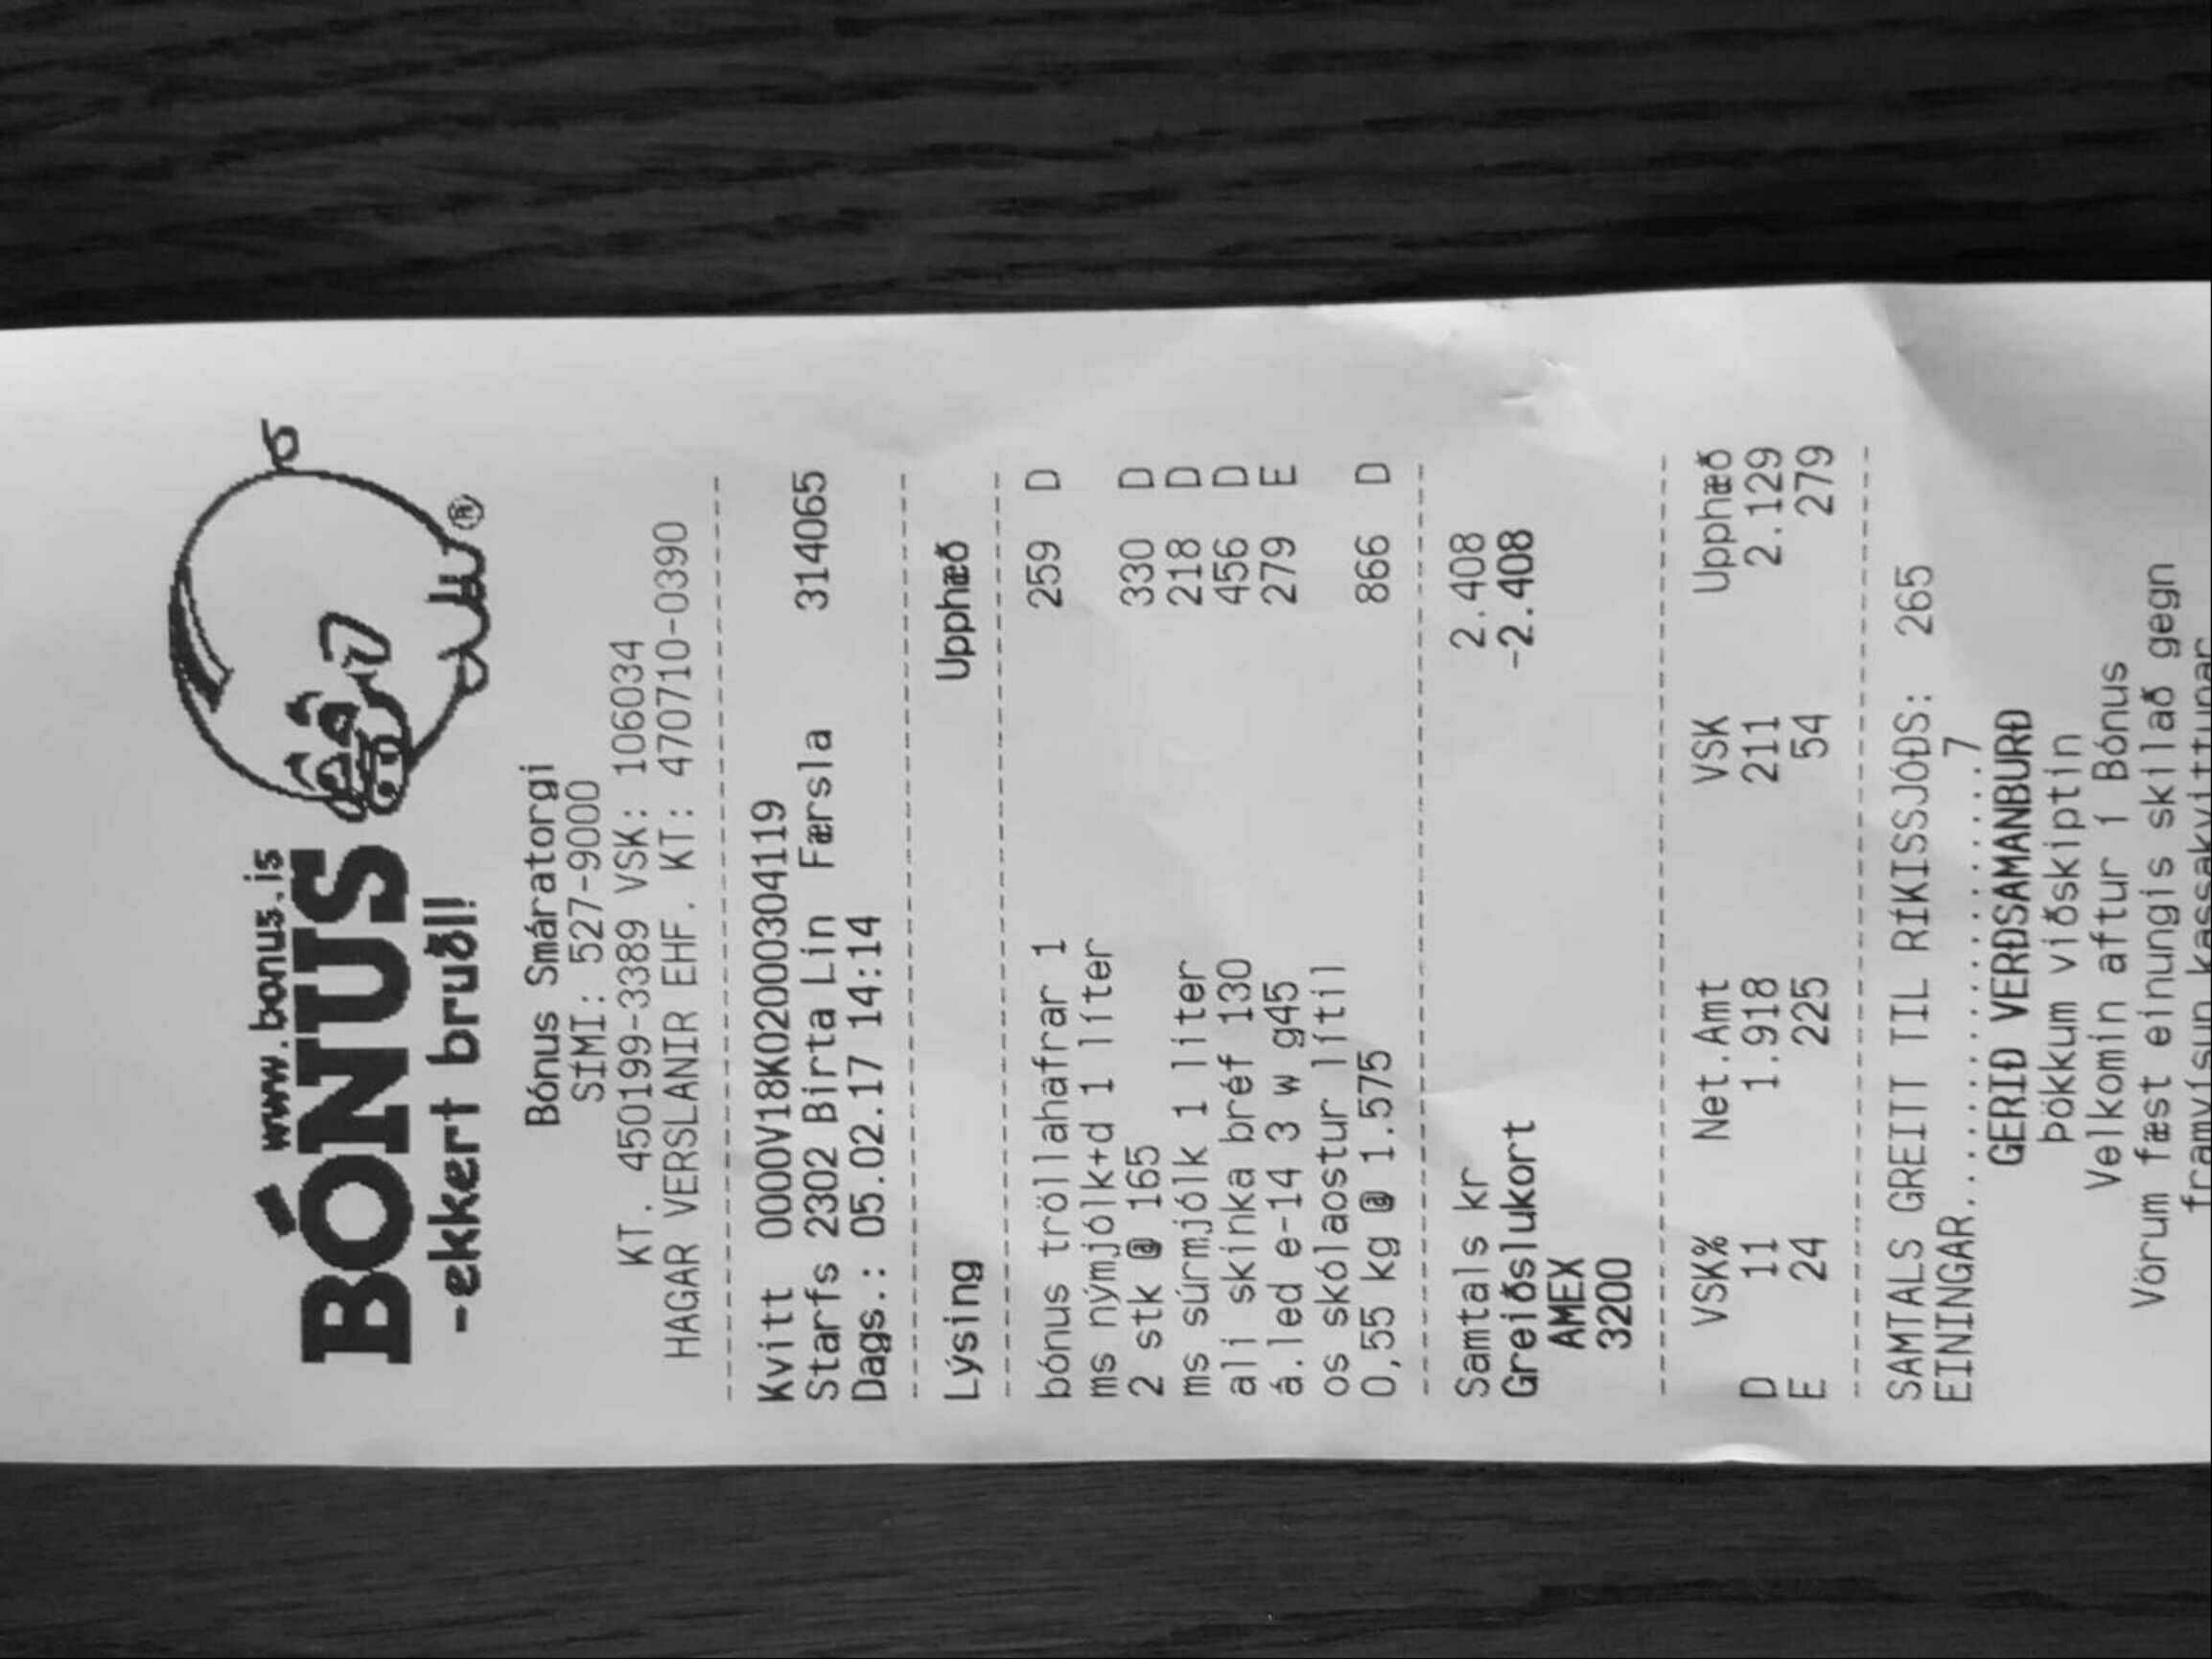 www.bonus.is
BÓNUS
-ekkert bruðl!
®
Bónus Smáratorgi
SÍMI: 527-9000
KT. 450199-3389 VSK: 106034
HAGAR VERSLANIR EHF. KT: 470710-0390
Kvitt 0000V18K020000304119
Starfs 2302 Birta Lin Færsla 314065
Dags.: 05.02.17 14:14
Lýsing Upphæð
bónus tröllahafrar 1 259 D
ms nýmjólk+d 1 líter
2 stk @ 165 330 D
ms súrmjólk 1 líter 218 D
ali skinka bréf 130 456 D
á.led e-14 3 w g45 279 E
os skólaostur lítil
0,55 kg @ 1.575 866 D
Samtals kr 2.408
Greiðslukort -2.408
AMEX
3200
VSK% Net.Amt VSK Upphæð
D 11 1.918 211 2.129
E 24 225 54 279
SAMTALS GREITT TIL RÍKISSJÓÐS: 265
EININGAR....................7
GERIÐ VERÐSAMANBURÐ
Þökkum viðskiptin
Velkomin aftur í Bónus
Vörum fæst einungis skilað gegn
framvísun kassakvittunar